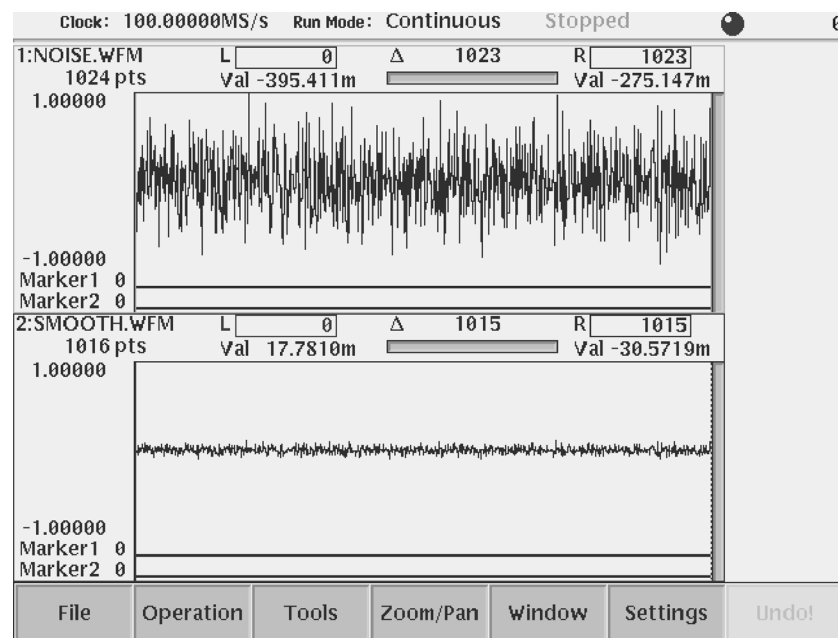 Clock: 100.00000MS/s Run Mode: Continuous Stopped
1:NOISE.WFM L 0 Δ 1023 R 1023
1024 pts Val -395.411m Val -275.147m
1.00000
-1.00000
Marker1 0
Marker2 0
2:SMOOTH.WFM L 0 Δ 1015 R 1015
1016 pts Val 17.7810m Val -30.5719m
1.00000
-1.00000
Marker1 0
Marker2 0
File Operation Tools Zoom/Pan Window Settings Undo!